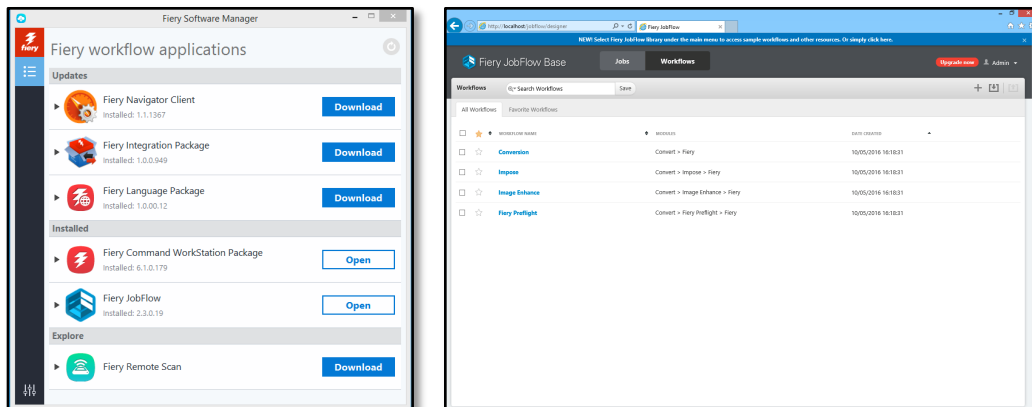 Fiery Software Manager
fiery
Fiery workflow applications
Updates
Fiery Navigator Client
Installed: 1.1.1367
Download
Fiery Integration Package
Installed: 1.0.0.949
Download
Fiery Language Package
Installed: 1.0.00.12
Download
Installed
Fiery Command WorkStation Package
Installed: 6.1.0.179
Open
Fiery JobFlow
Installed: 2.3.0.19
Open
Explore
Fiery Remote Scan
Download
http://localhost/jobflow/designer
Fiery JobFlow
NEW! Select Fiery JobFlow library under the main menu to access sample workflows and other resources. Or simply click here.
Fiery JobFlow Base
Jobs
Workflows
Upgrade now
Admin
Workflows
Search Workflows
Save
All Workflows
Favorite Workflows
WORKFLOW NAME
MODULES
DATE CREATED
Conversion
Convert > Fiery
10/05/2016 16:18:31
Impose
Convert > Impose > Fiery
10/05/2016 16:18:31
Image Enhance
Convert > Image Enhance > Fiery
10/05/2016 16:18:31
Fiery Preflight
Convert > Fiery Preflight > Fiery
10/05/2016 16:18:31